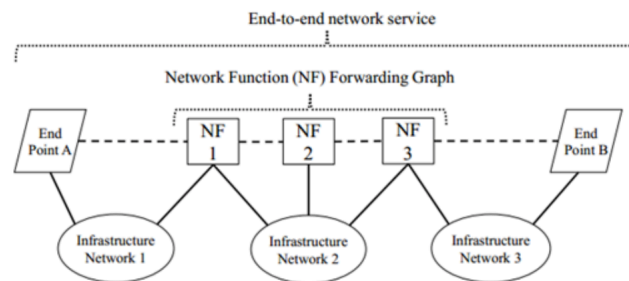 End-to-end network service
Network Function (NF) Forwarding Graph
End
Point A
NF
1
NF
2
NF
3
End
Point B
Infrastructure
Network 1
Infrastructure
Network 2
Infrastructure
Network 3